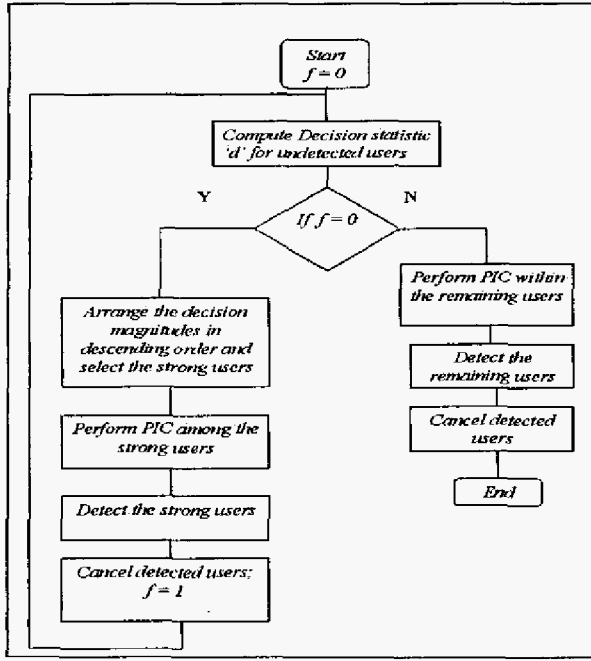 Start
f = 0
Compute Decision statistic
'd' for undetected users
Y
N
If f = 0
Arrange the decision
magnitudes in
descending order and
select the strong users
Perform PIC within
the remaining users
Detect the
remaining users
Perform PIC among the
strong users
Cancel detected
users
End
Detect the strong users
Cancel detected users;
f = 1